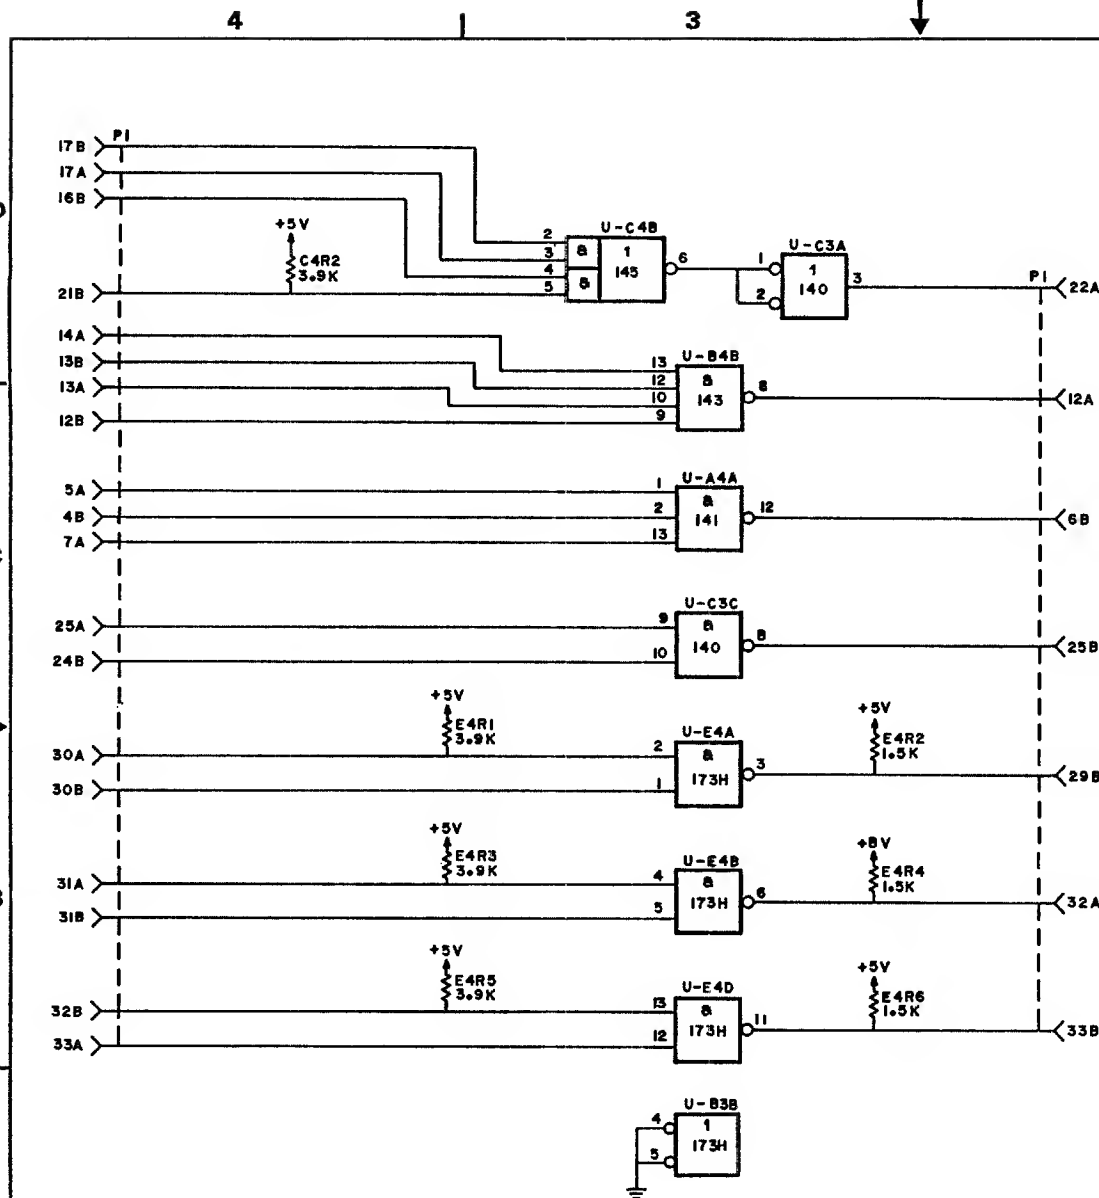 4 3
17B P1
17A
16B
+5V
C4R2
3.9K
21B
2
3
4
5
U-C4B
a 1
a 145
6
U-C3A
1
2
1
140
3
P1
22A
14A
13B
13A
12B
13
12
10
9
U-B4B
a
143
8
12A
5A
4B
7A
1
2
13
U-A4A
a
141
12
6B
25A
24B
9
10
U-C3C
a
140
8
25B
+5V
E4R1
3.9K
30A
30B
2
1
U-E4A
a
173H
3
+5V
E4R2
1.5K
29B
+5V
E4R3
3.9K
31A
31B
4
5
U-E4B
a
173H
6
+8V
E4R4
1.5K
32A
+5V
E4R5
3.9K
32B
33A
13
12
U-E4D
a
173H
11
+5V
E4R6
1.5K
33B
U-B3B
4
5
1
173H